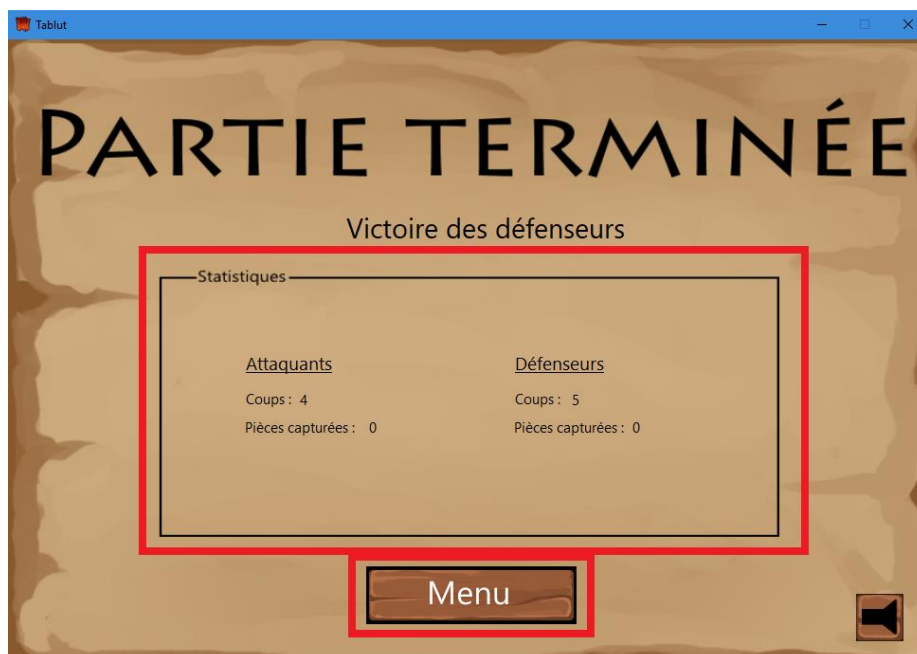 Tablut
PARTIE TERMINÉE
Victoire des défenseurs
Statistiques
Attaquants Défenseurs
Coups : 4 Coups : 5
Pièces capturées : 0 Pièces capturées : 0
Menu